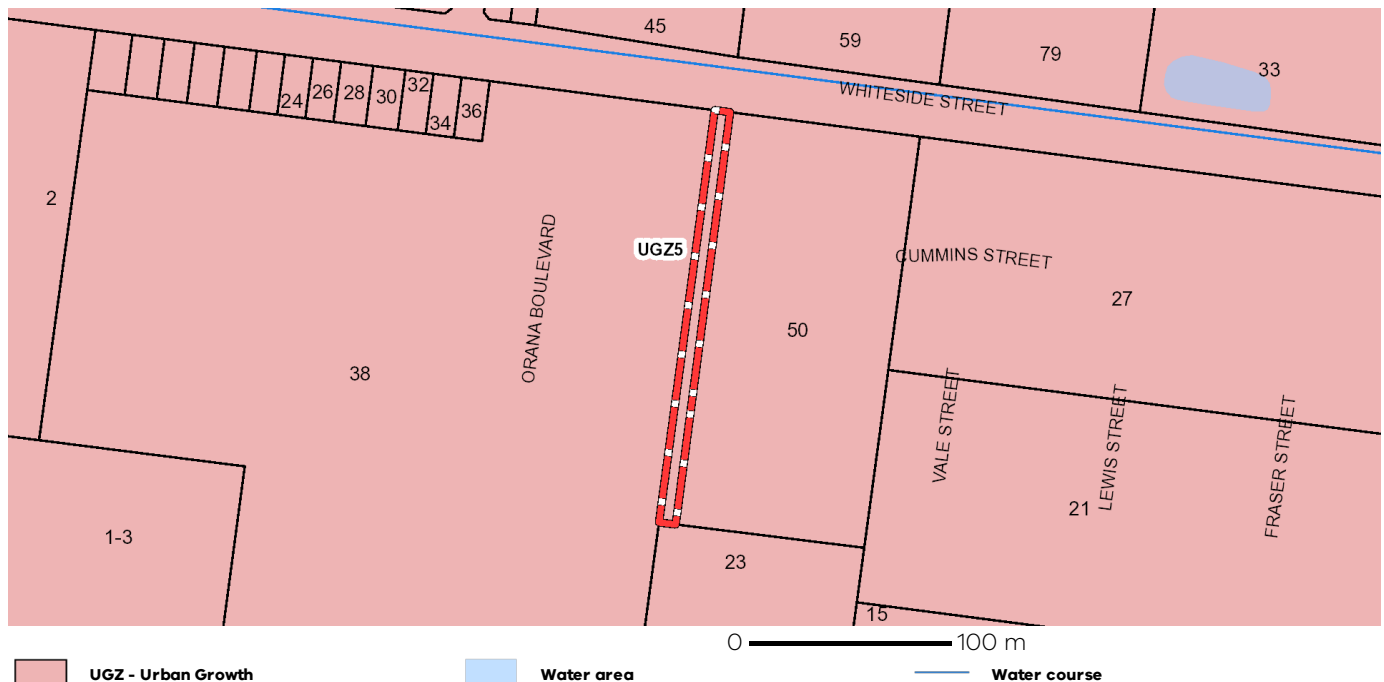 45
59
79
33
WHITESIDE STREET
24
26
28
30
32
34
36
2
UGZ5
ORANA BOULEVARD
CUMMINS STREET
27
50
38
VALE STREET
LEWIS STREET
FRASER STREET
21
1-3
23
15
0
100 m
UGZ - Urban Growth
Water area
Water course